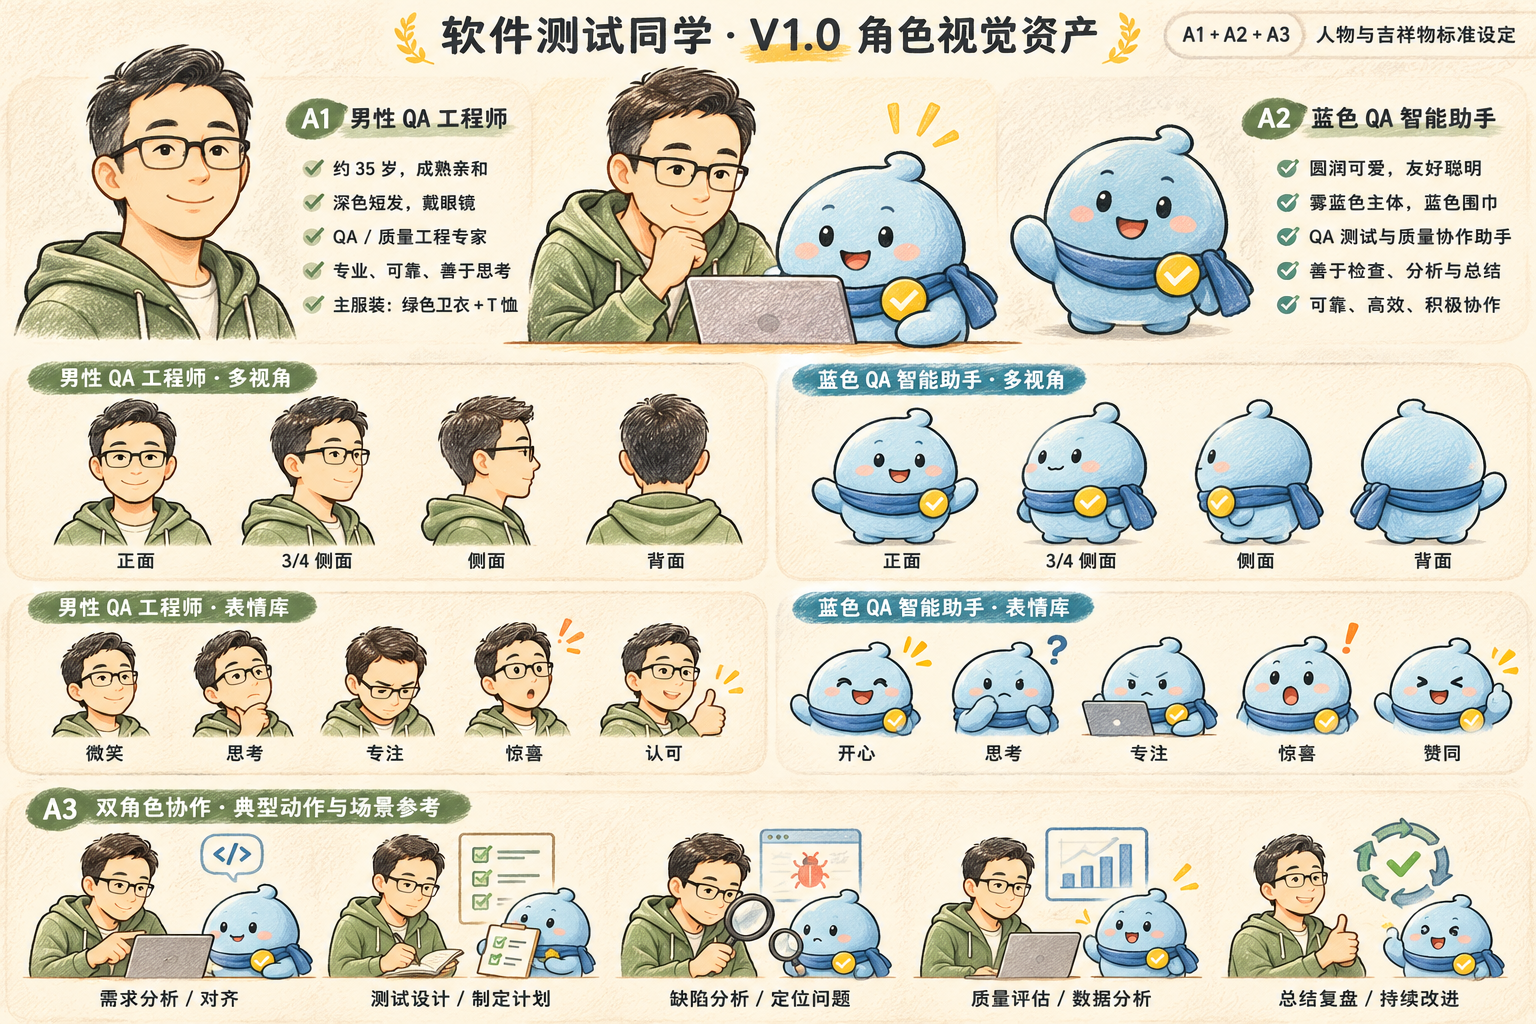 软件测试同学 · V1.0 角色视觉资产
A1 + A2 + A3 人物与吉祥物标准设定
A1 男性 QA 工程师
约 35 岁，成熟亲和
深色短发，戴眼镜
QA / 质量工程专家
专业、可靠、善于思考
主服装：绿色卫衣 + T 恤
A2 蓝色 QA 智能助手
圆润可爱，友好聪明
雾蓝色主体，蓝色围巾
QA 测试与质量协作助手
善于检查、分析与总结
可靠、高效、积极协作
男性 QA 工程师 · 多视角
正面
3/4 侧面
侧面
背面
蓝色 QA 智能助手 · 多视角
正面
3/4 侧面
侧面
背面
男性 QA 工程师 · 表情库
微笑
思考
专注
惊喜
认可
蓝色 QA 智能助手 · 表情库
?
!
开心
思考
专注
惊喜
赞同
A3 双角色协作 · 典型动作与场景参考
</>
需求分析 / 对齐
测试设计 / 制定计划
缺陷分析 / 定位问题
质量评估 / 数据分析
总结复盘 / 持续改进